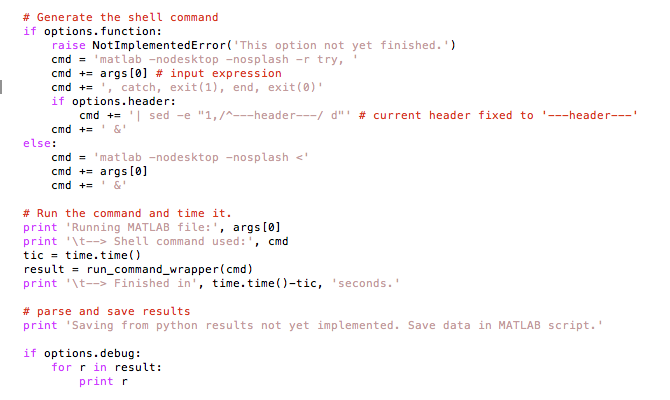 # Generate the shell command
if options.function:
    raise NotImplementedError('This option not yet finished.')
    cmd = 'matlab -nodesktop -nosplash -r try, '
    cmd += args[0] # input expression
    cmd += ', catch, exit(1), end, exit(0)'
    if options.header:
        cmd += '| sed -e "1,/^---header---/ d"' # current header fixed to '---header---'
    cmd += ' &'
else:
    cmd = 'matlab -nodesktop -nosplash <'
    cmd += args[0]
    cmd += ' &'

# Run the command and time it.
print 'Running MATLAB file:', args[0]
print '\t--> Shell command used:', cmd
tic = time.time()
result = run_command_wrapper(cmd)
print '\t--> Finished in', time.time()-tic, 'seconds.'

# parse and save results
print 'Saving from python results not yet implemented. Save data in MATLAB script.'

if options.debug:
    for r in result:
        print r